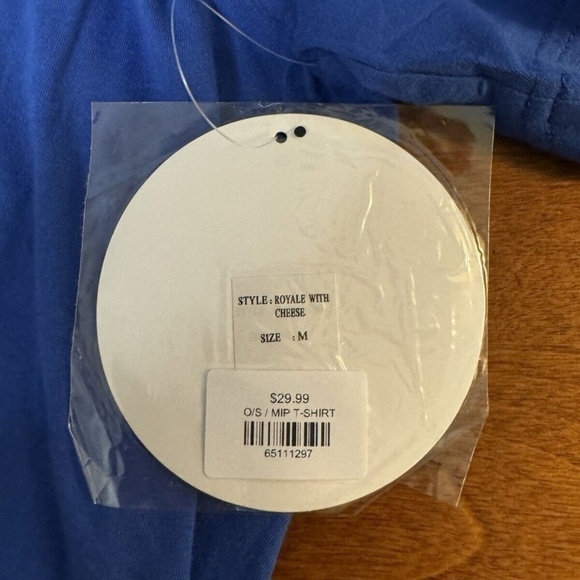 STYLE : ROYALE WITH
CHEESE
SIZE : M
$29.99
O/S / MIP T-SHIRT
65111297